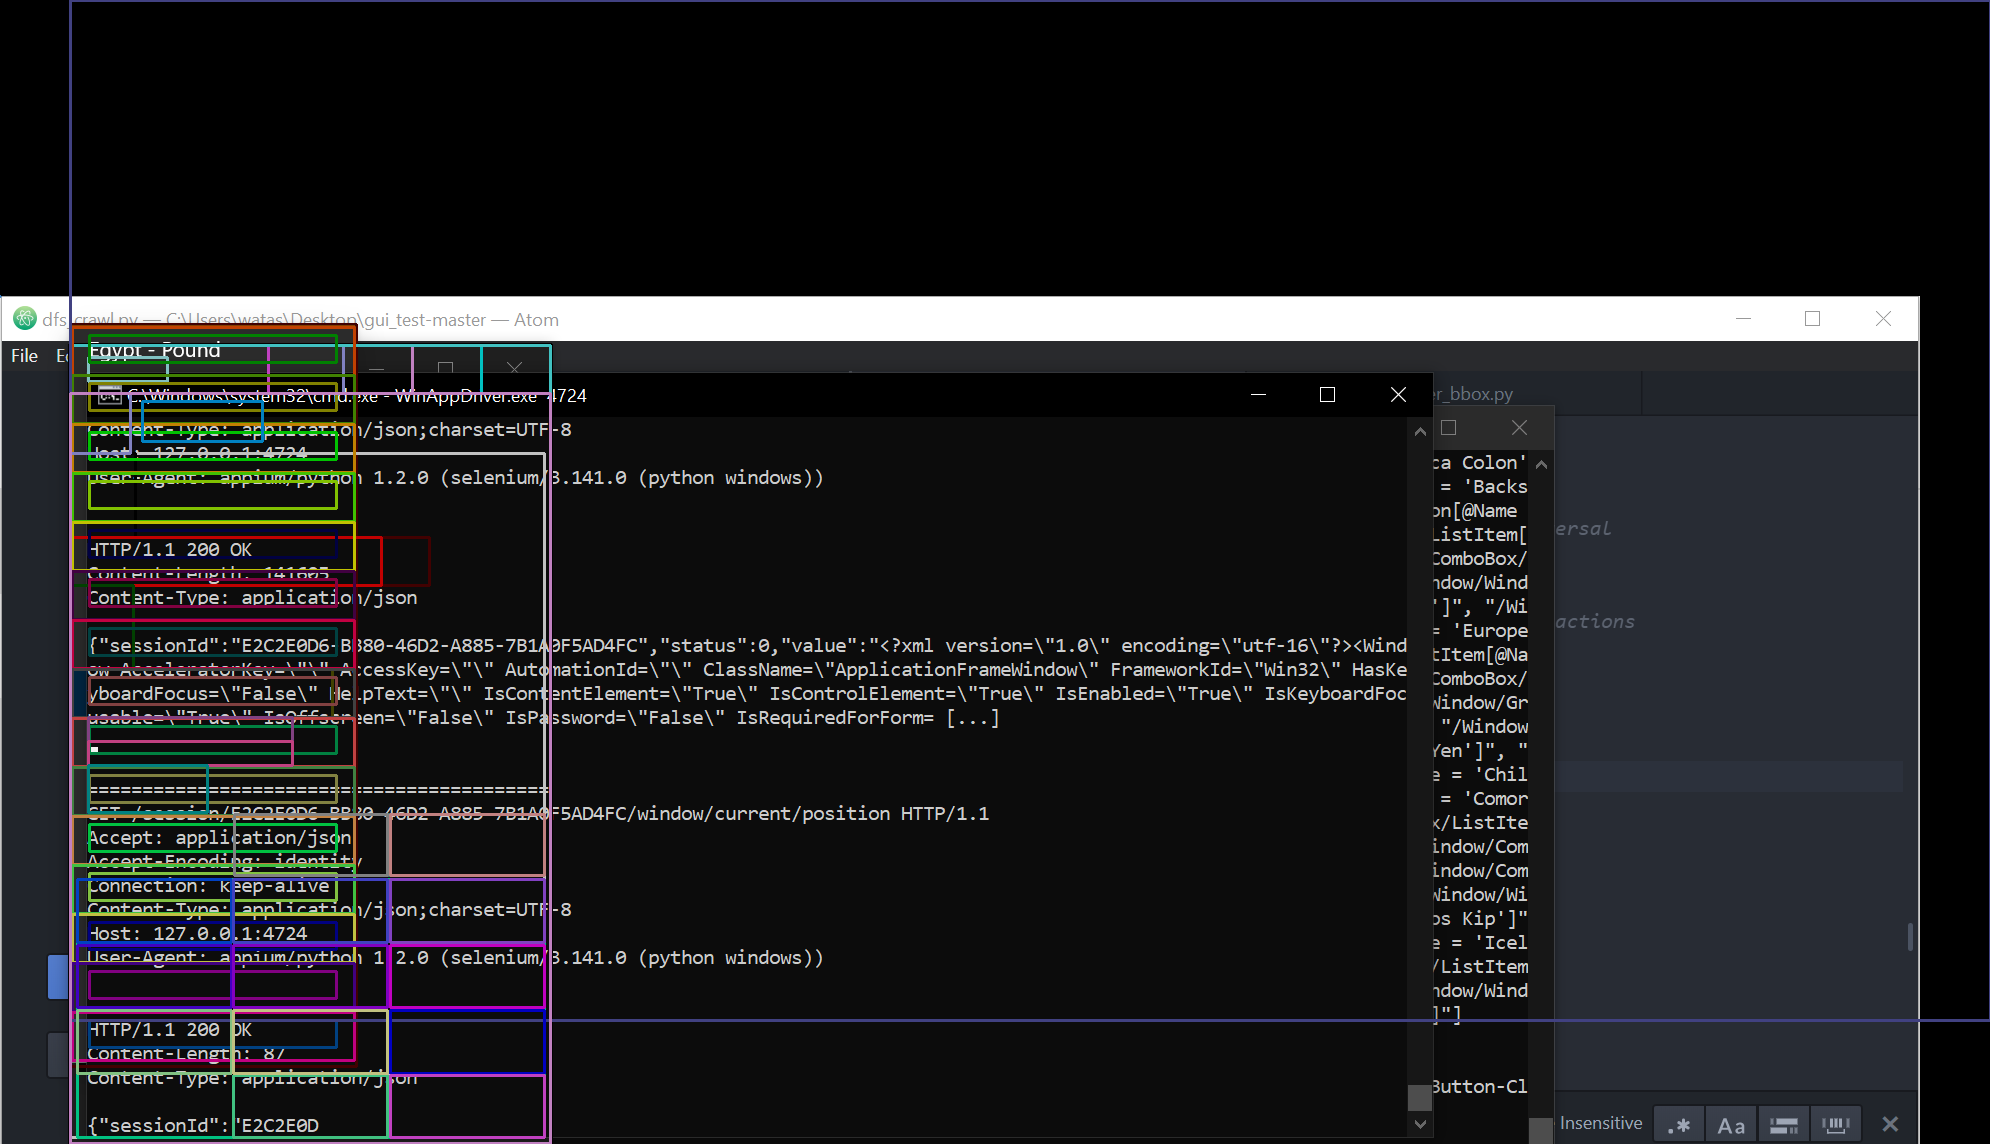 dfs_crawl.py — C:\Users\watas\Desktop\gui_test-master — Atom
File
Egypt - Pound
C:\Windows\system32\cmd.exe - WinAppDriver.exe 4724
er_bbox.py
Content-Type: application/json;charset=UTF-8
Host: 127.0.0.1:4724
User-Agent: appium/python 1.2.0 (selenium/3.141.0 (python windows))
HTTP/1.1 200 OK
Content-Length: 141605
Content-Type: application/json
{"sessionId":"E2C2E0D6-BB80-46D2-A885-7B1A0F5AD4FC","status":0,"value":"<?xml version=\"1.0\" encoding=\"utf-16\"?><Wind
ow AcceleratorKey=\"\" AccessKey=\"\" AutomationId=\"\" ClassName=\"ApplicationFrameWindow\" FrameworkId=\"Win32\" HasKe
yboardFocus=\"False\" HelpText=\"\" IsContentElement=\"True\" IsControlElement=\"True\" IsEnabled=\"True\" IsKeyboardFoc
usable=\"True\" IsOffscreen=\"False\" IsPassword=\"False\" IsRequiredForForm= [...]
==========================================
GET /session/E2C2E0D6-BB80-46D2-A885-7B1A0F5AD4FC/window/current/position HTTP/1.1
Accept: application/json
Accept-Encoding: identity
Connection: keep-alive
Content-Type: application/json;charset=UTF-8
Host: 127.0.0.1:4724
User-Agent: appium/python 1.2.0 (selenium/3.141.0 (python windows))
HTTP/1.1 200 OK
Content-Length: 87
Content-Type: application/json
{"sessionId":"E2C2E0D
ca Colon'
= 'Backs
on[@Name
ListItem[
ComboBox/
ndow/Wind
']", "/Wi
= 'Europe
tItem[@Na
ComboBox/
Window/Gr
"/Window
Yen']", "
e = 'Chil
= 'Comor
x/ListIte
indow/Com
indow/Com
Window/Wi
os Kip']"
e = 'Icel
/ListItem
ndow/Wind
]"]
Button-Cl
ersal
actions
Insensitive
.*
Aa